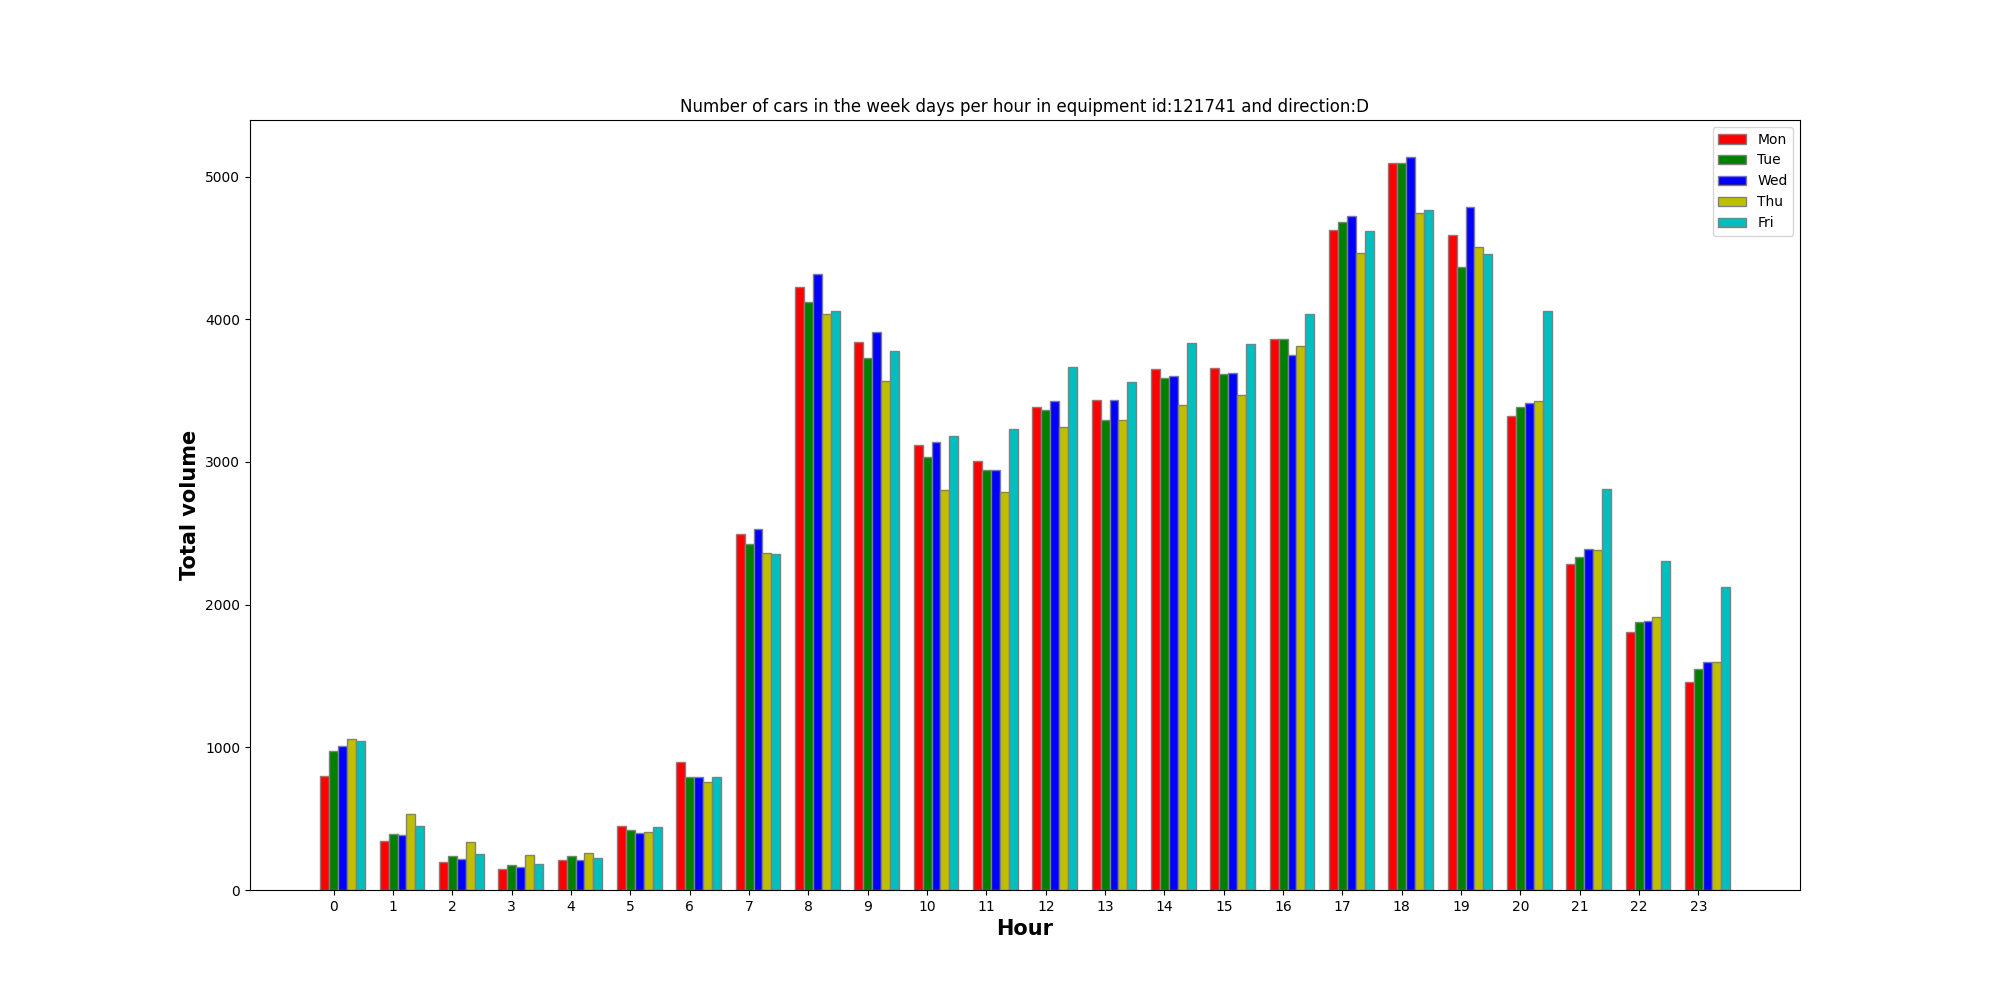 Number of cars in the week days per hour in equipment id:121741 and direction:D
Mon
Tue
Wed
Thu
Fri
5000
4000
3000
2000
1000
0
Total volume
0 1 2 3 4 5 6 7 8 9 10 11 12 13 14 15 16 17 18 19 20 21 22 23
Hour